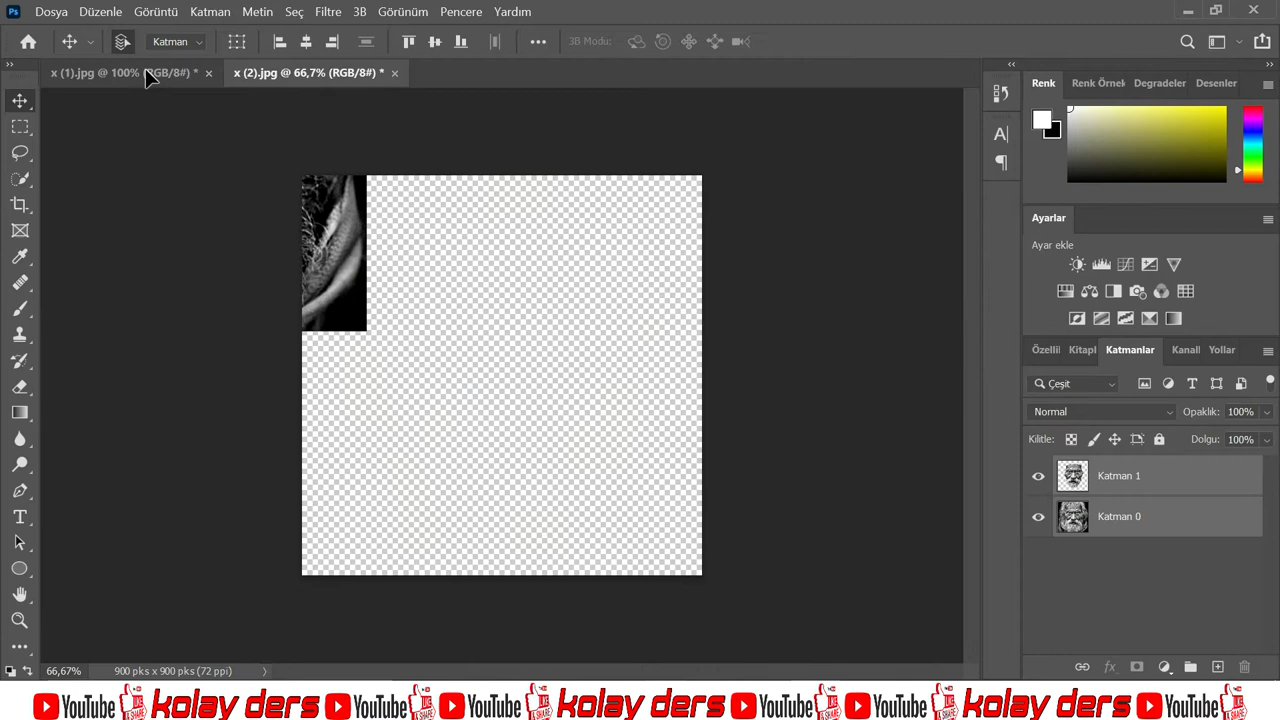 Ps Dosya Düzenle Görüntü Katman Metin Seç Filtre 3B Görünüm Pencere Yardım
Katman 3B Modu:
x (1).jpg @ 100% (RGB/8#) *
x (2).jpg @ 66,7% (RGB/8#) *
Renk Renk Örnek Degradeler Desenler
Ayarlar
Ayar ekle
Özelli Kitapl Katmanlar Kanall Yollar
Çeşit
Normal Opaklık: 100%
Kilitle: Dolgu: 100%
Katman 1
Katman 0
66,67% 900 pks x 900 pks (72 ppi)
YouTube kolay ders YouTube YouTube kolay ders YouTube YouTube kolay ders YouTube